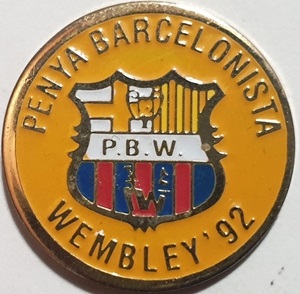 PENYA BARCELONISTA
P.B.W.
W
WEMBLEY '92